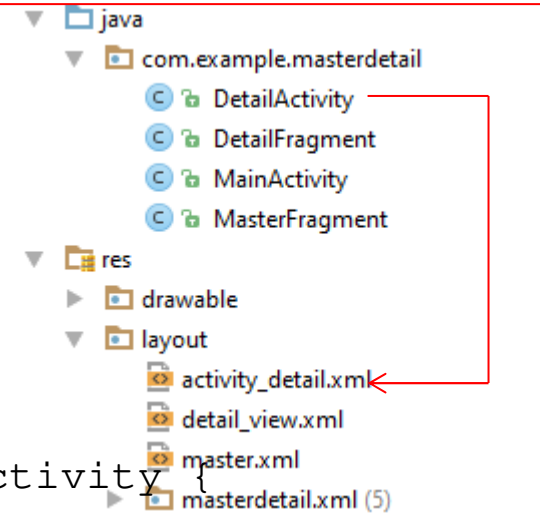 java
com.example.masterdetail
DetailActivity
DetailFragment
MainActivity
MasterFragment
res
drawable
layout
activity_detail.xml
detail_view.xml
master.xml
ctivity {
masterdetail.xml (5)